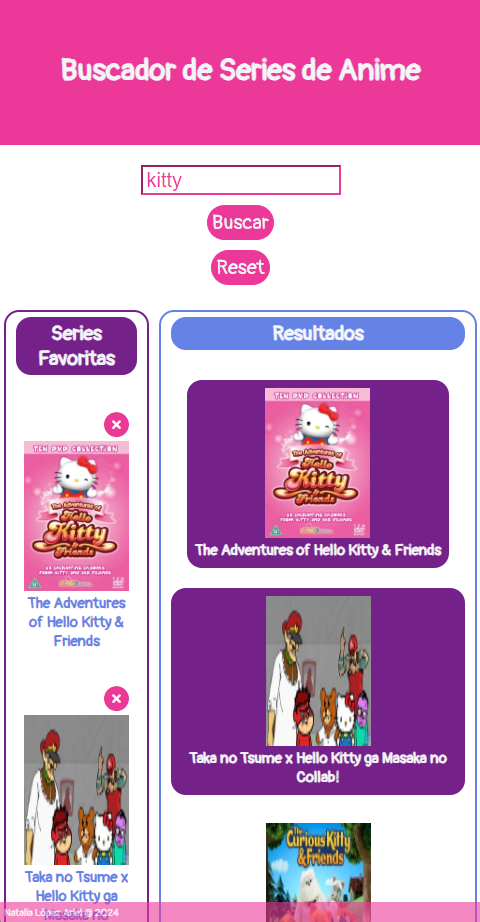 Buscador de Series de Anime
kitty
Buscar
Reset
Series
Favoritas
TEN DVD COLLECTION
The Adventures of
Hello
Kitty
& Friends
The Adventures
of Hello Kitty &
Friends
Taka no Tsume x
Hello Kitty ga
Masaka no
Resultados
TEN DVD COLLECTION
The Adventures of
Hello
Kitty
& Friends
The Adventures of Hello Kitty & Friends
Taka no Tsume x Hello Kitty ga Masaka no
Collab!
The
Curious Kitty
& Friends
Natalia López Ariel @ 2024